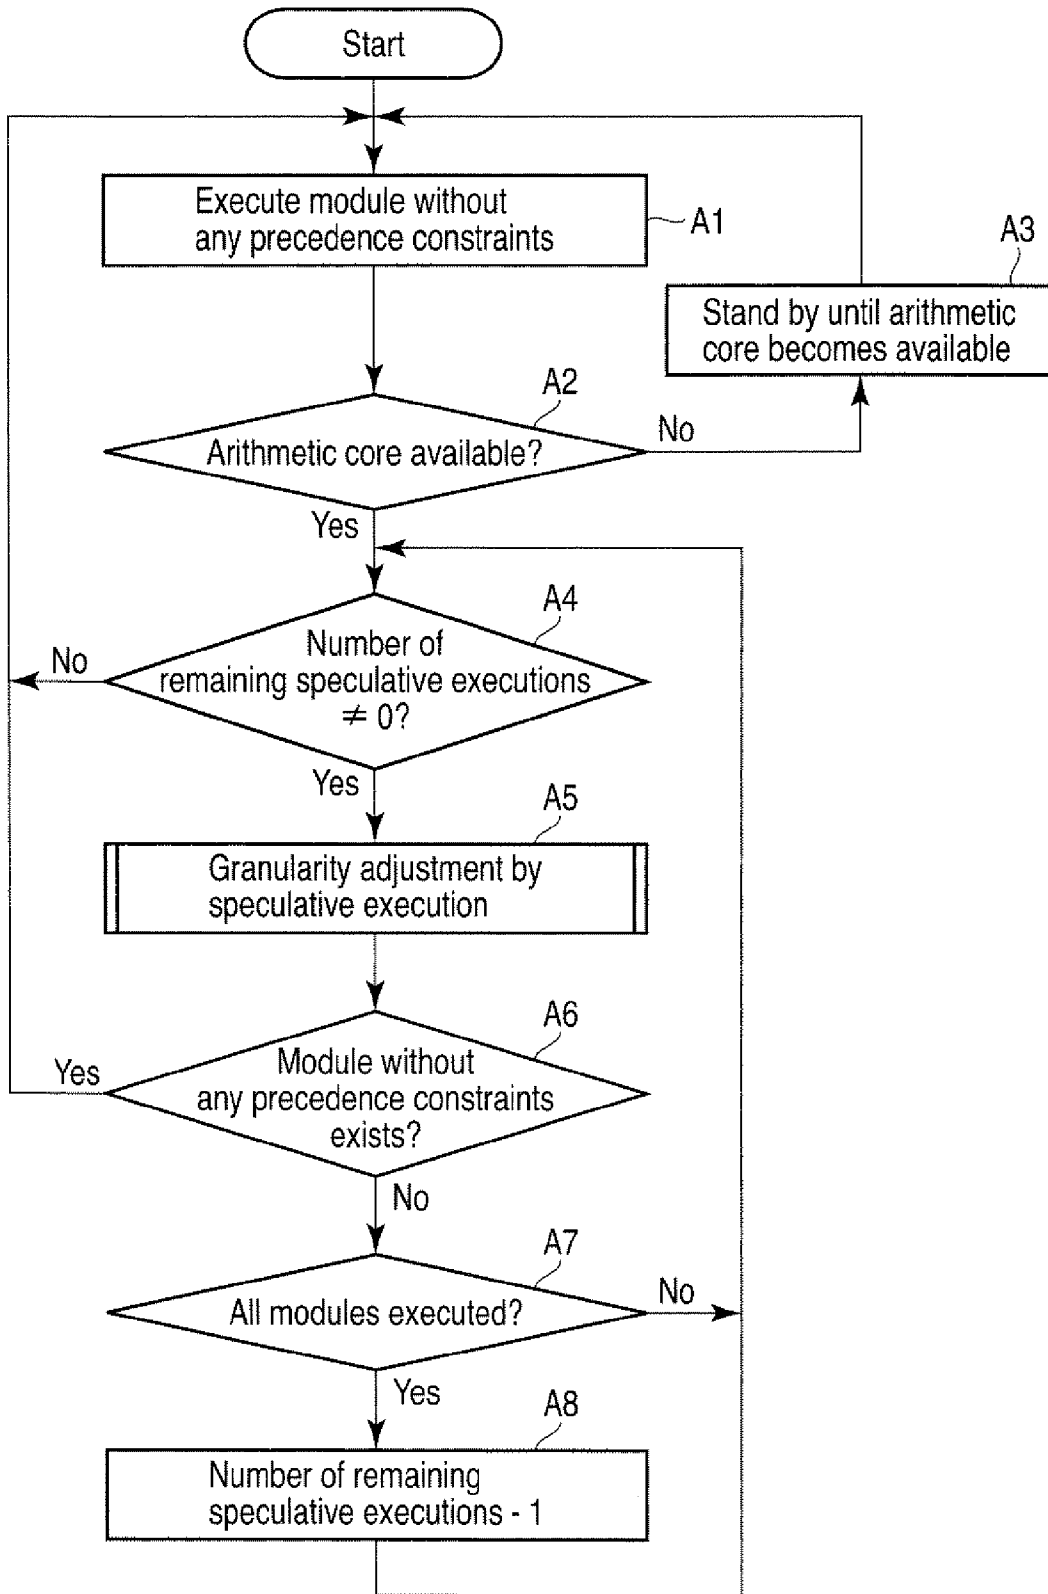 Start
Execute module without
any precedence constraints
A1
A3
Stand by until arithmetic
core becomes available
A2
Arithmetic core available?
No
Yes
A4
Number of
remaining speculative executions
≠ 0?
No
Yes
A5
Granularity adjustment by
speculative execution
A6
Module without
any precedence constraints
exists?
Yes
No
A7
All modules executed?
No
Yes
A8
Number of remaining
speculative executions - 1